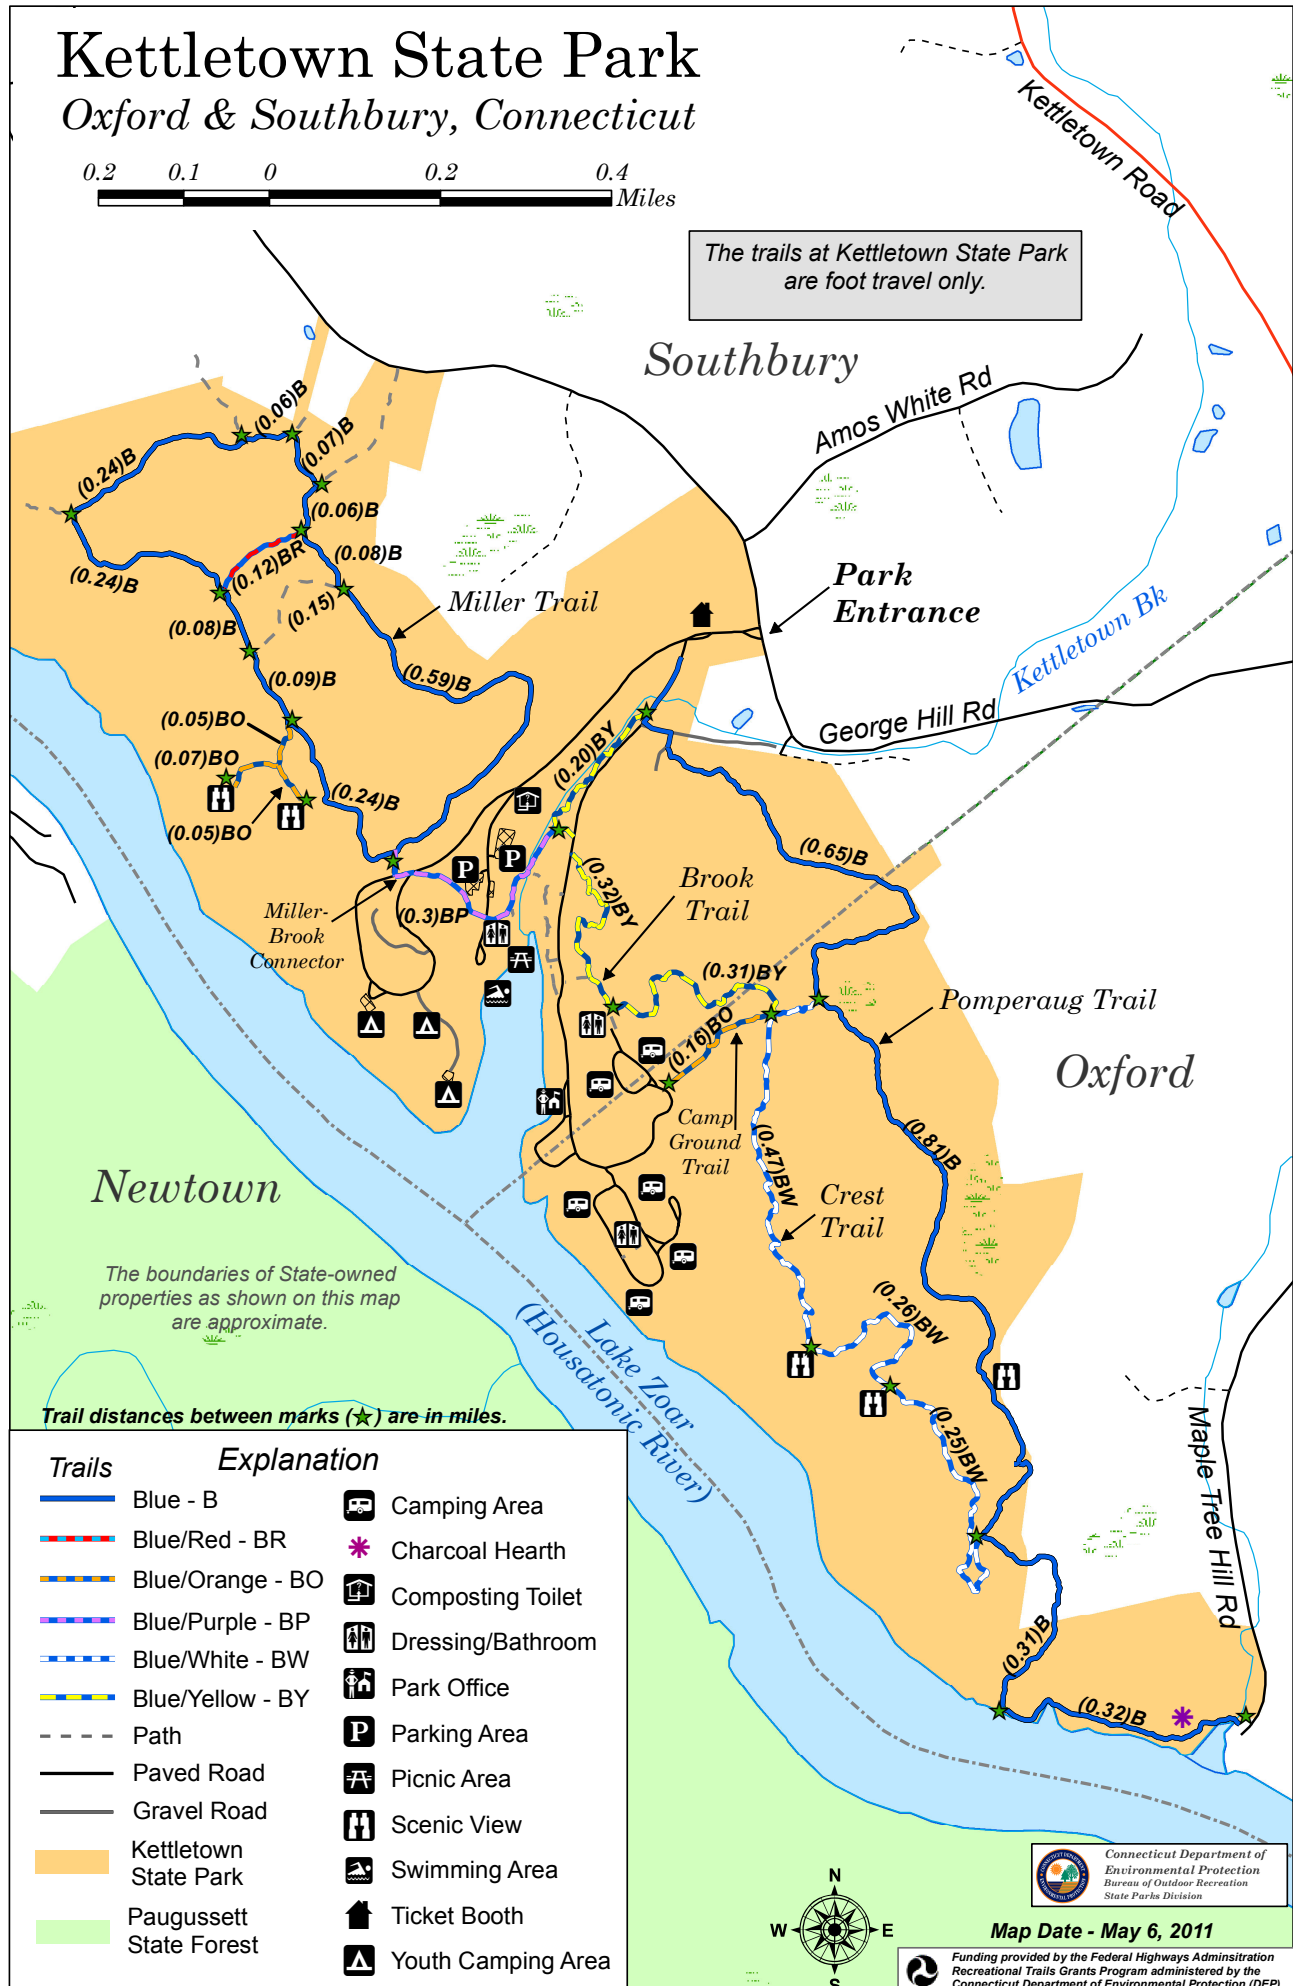 Kettletown State Park
Oxford & Southbury, Connecticut
0.2 0.1 0 0.2 0.4
Miles
The trails at Kettletown State Park
are foot travel only.
Kettletown Road
Southbury
Amos White Rd
(0.06)B
(0.07)B
(0.24)B
(0.06)B
(0.08)B
(0.12)BR
(0.24)B
(0.15)
Miller Trail
Park
Entrance
(0.08)B
Kettletown Bk
(0.59)B
(0.09)B
George Hill Rd
(0.05)BO
(0.07)BO
(0.20)BY
(0.24)B
(0.05)BO
P
P
(0.65)B
(0.32)BY
Brook
Trail
Miller-
Brook
Connector
(0.3)BP
(0.31)BY
Pomperaug Trail
(0.16)BO
Oxford
Camp
Ground
Trail
(0.81)B
(0.47)BW
Newtown
Crest
Trail
The boundaries of State-owned
properties as shown on this map
are approximate.
(0.26)BW
Lake Zoar
(Housatonic River)
(0.25)BW
Maple Tree Hill Rd
Trail distances between marks ( ) are in miles.
(0.31)B
(0.32)B
Explanation
Trails
Blue - B
Blue/Red - BR
Blue/Orange - BO
Blue/Purple - BP
Blue/White - BW
Blue/Yellow - BY
Path
Paved Road
Gravel Road
Kettletown
State Park
Paugussett
State Forest
Camping Area
Charcoal Hearth
? Composting Toilet
Dressing/Bathroom
Park Office
P Parking Area
Picnic Area
Scenic View
Swimming Area
Ticket Booth
Youth Camping Area
N
W E
S
Connecticut Department of
Environmental Protection
Bureau of Outdoor Recreation
State Parks Division
Map Date - May 6, 2011
Funding provided by the Federal Highways Adminsitration
Recreational Trails Grants Program administered by the
Connecticut Department of Environmental Protection (DEP)